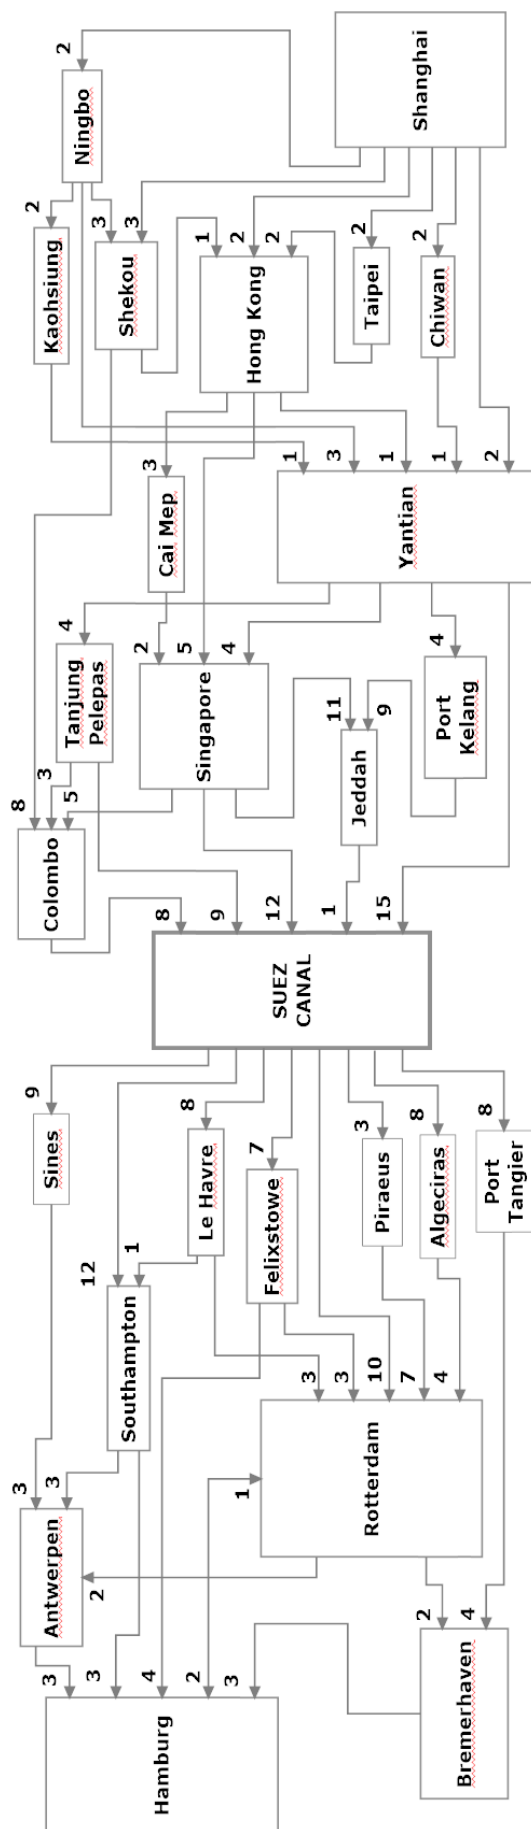 Hamburg
3
3
4
2
3
Antwerpen
3
3
2
Bremerhaven
2
4
Rotterdam
1
3
3
10
7
4
Southampton
12
1
Sines
9
Le Havre
8
Felixstowe
7
Piraeus
3
Algeciras
8
Port
Tangier
8
SUEZ
CANAL
8
9
12
1
15
Colombo
8
3
5
Tanjung
Pelepas
4
Singapore
2
5
4
Jeddah
11
9
Port
Kelang
4
Cai Mep
3
Yantian
1
3
1
1
2
Kaohsiung
2
Shekou
3
3
Hong Kong
1
2
2
Taipei
2
Chiwan
2
Ningbo
2
Shanghai